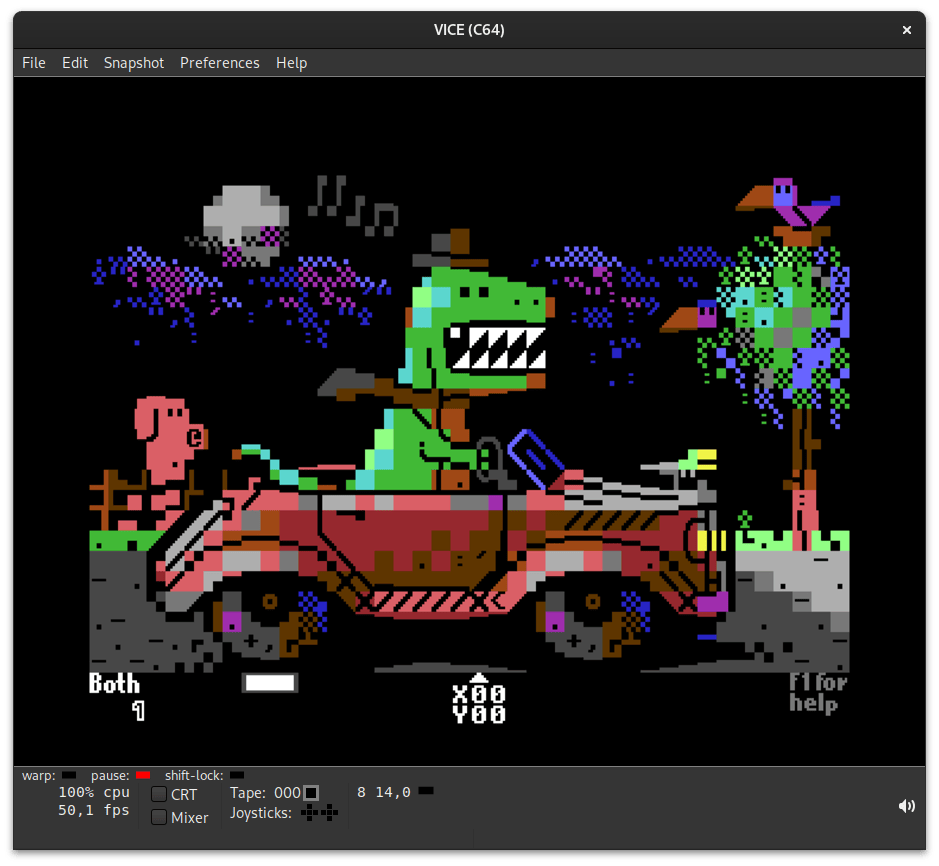 VICE (C64)
File Edit Snapshot Preferences Help
Both
¶
X00
Y00
f1 for
help
warp: pause: shift-lock:
100% cpu
50,1 fps
CRT
Mixer
Tape: 000
Joysticks:
8 14,0